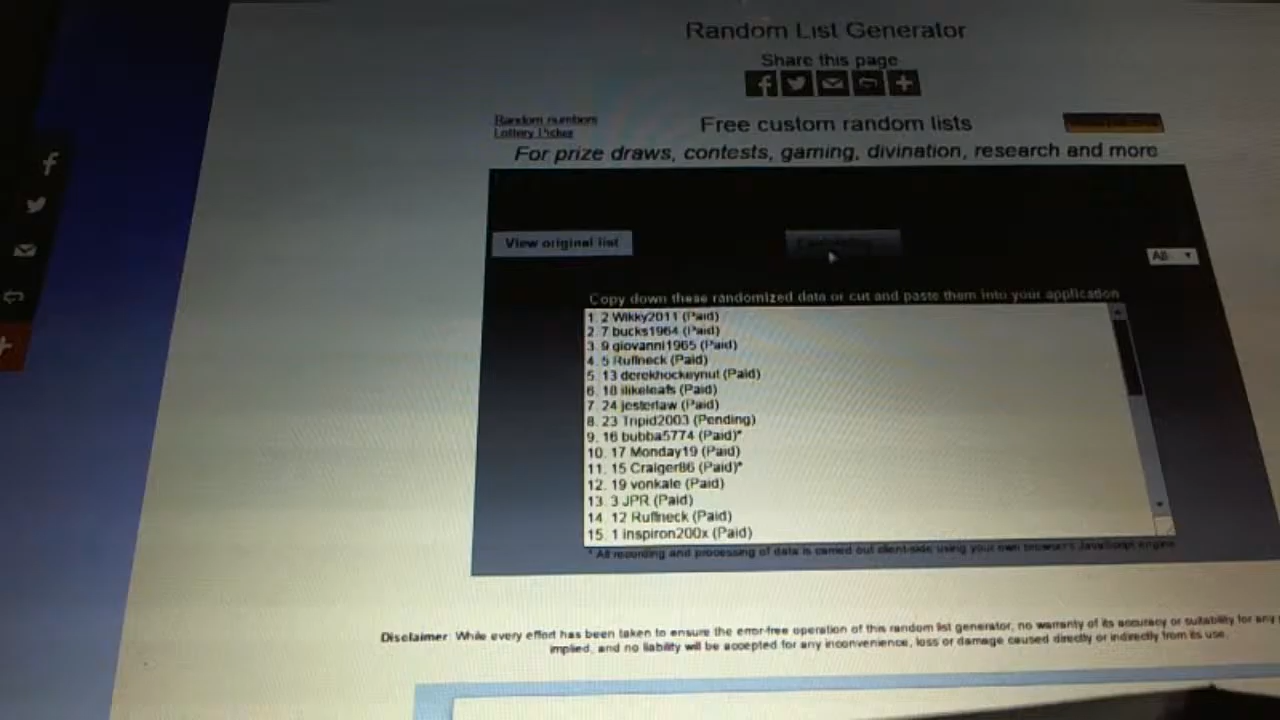 Random List Generator
Share this page
Random numbers
Lottery Picker
Free custom random lists
For prize draws, contests, gaming, divination, research and more
View original list
All
Copy down these randomized data or cut and paste them into your application
1. 2 Wikky2011 (Paid)
2. 7 bucks1964 (Paid)
3. 9 giovanni1965 (Paid)
4. 5 Ruffneck (Paid)
5. 13 derekhockeynut (Paid)
6. 18 ilikeleafs (Paid)
7. 24 jesterlaw (Paid)
8. 23 Tripid2003 (Pending)
9. 16 bubba5774 (Paid)*
10. 17 Monday19 (Paid)
11. 15 Craiger86 (Paid)*
12. 19 vonkale (Paid)
13. 3 JPR (Paid)
14. 12 Ruffneck (Paid)
15. 1 inspiron200x (Paid)
* All recording and processing of data is carried out client-side using your own browser's JavaScript engine
Disclaimer: While every effort has been taken to ensure the error-free operation of this random list generator, no warranty of its accuracy or suitability for any
implied, and no liability will be accepted for any inconvenience, loss or damage caused directly or indirectly from its use.